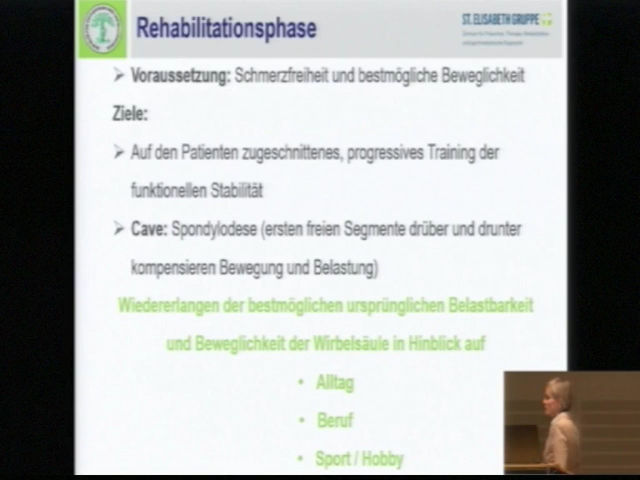 Rehabilitationsphase
ST. ELISABETH GRUPPE
➢ Voraussetzung: Schmerzfreiheit und bestmögliche Beweglichkeit
Ziele:
➢ Auf den Patienten zugeschnittenes, progressives Training der
funktionellen Stabilität
➢ Cave: Spondylodese (ersten freien Segmente drüber und drunter
kompensieren Bewegung und Belastung)
Wiedererlangen der bestmöglichen ursprünglichen Belastbarkeit
und Beweglichkeit der Wirbelsäule in Hinblick auf
• Alltag
• Beruf
• Sport / Hobby